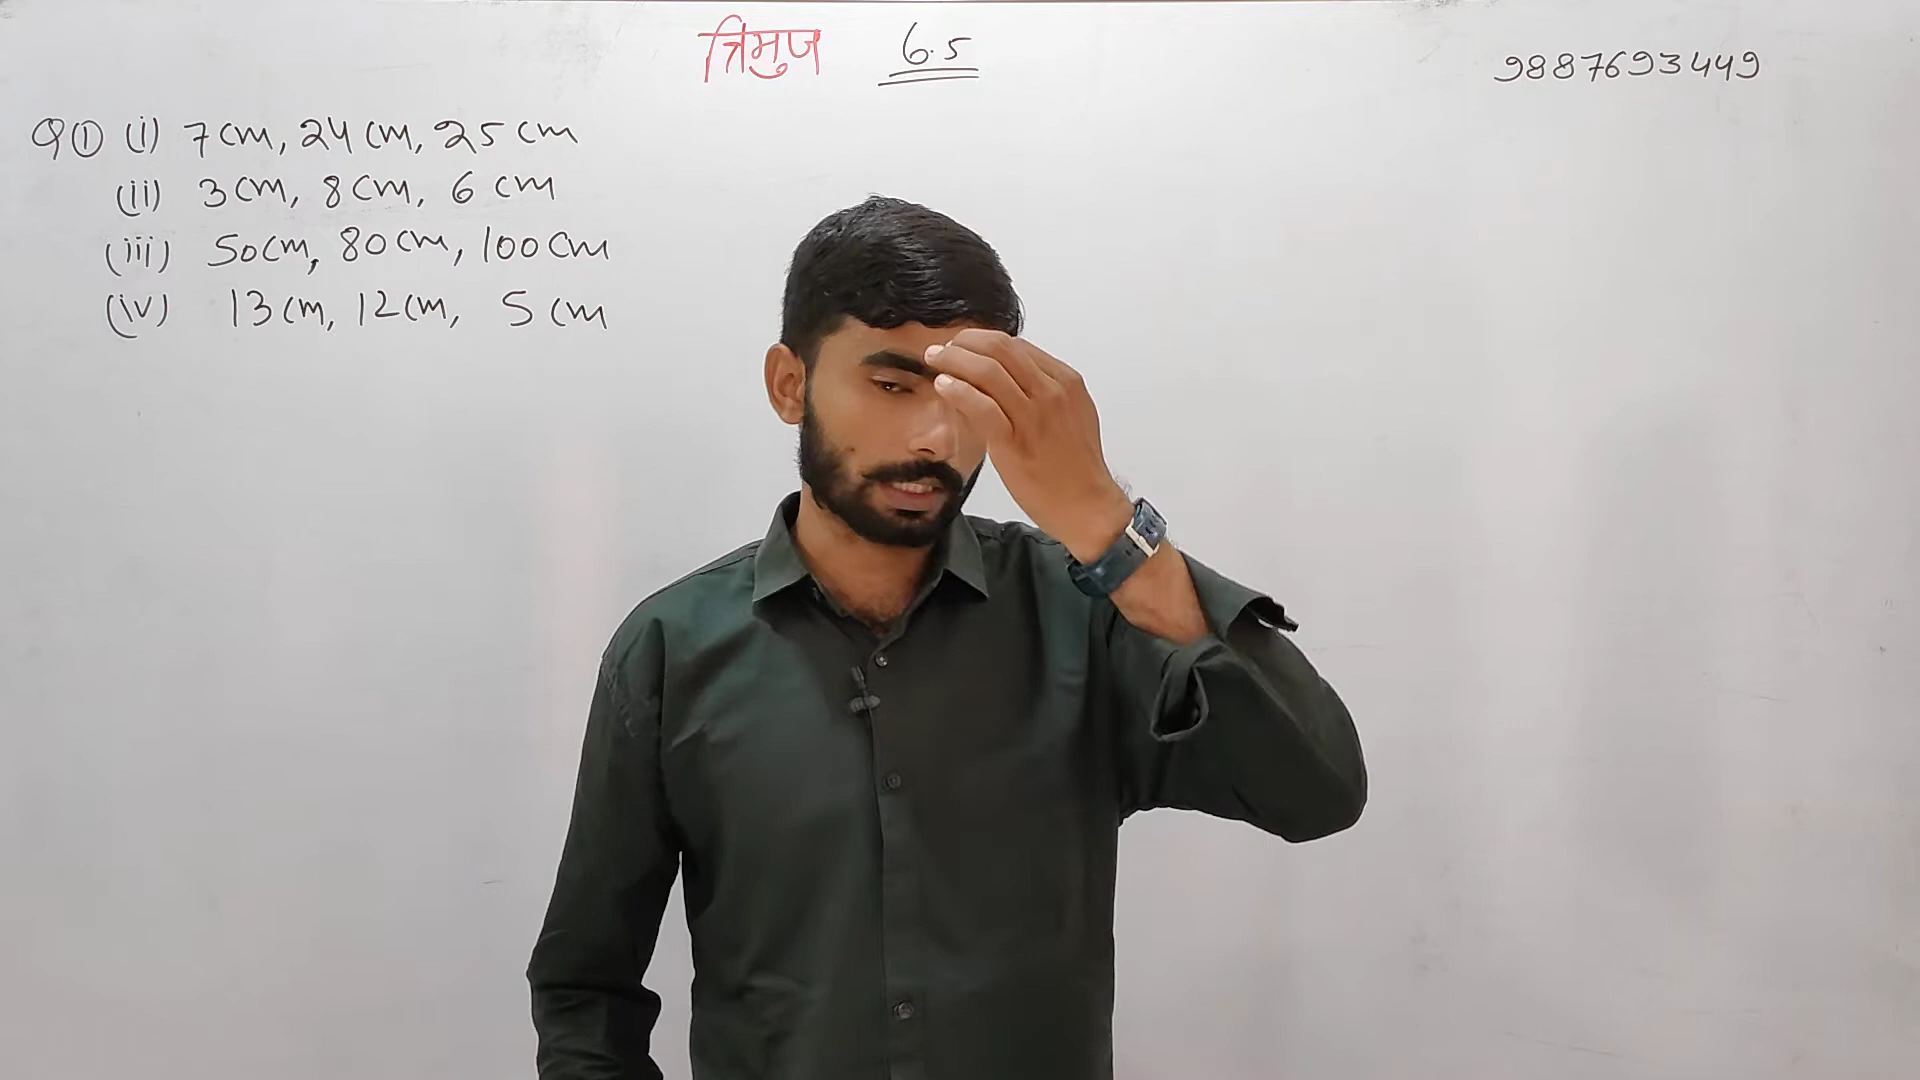 त्रिभुज 6.5
9887693449
Q① (i) 7cm, 24cm, 25cm
(ii) 3cm, 8cm, 6cm
(iii) 50cm, 80cm, 100cm
(iv) 13cm, 12cm, 5cm